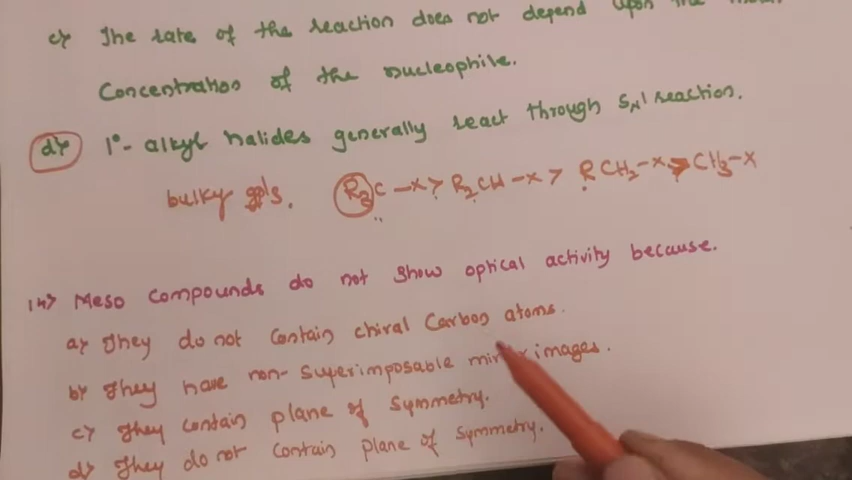 c) The rate of the reaction does not depend upon the
Concentration of the nucleophile.
d) 1°- alkyl halides generally react through SN1 reaction.
bulky gps. R3C-X > R2CH-X > RCH2-X > CH3-X
14) Meso compounds do not show optical activity because.
a) They do not contain chiral Carbon atoms.
b) They have non-superimposable mirror images.
c) They contain plane of symmetry.
d) They do not contain plane of symmetry.